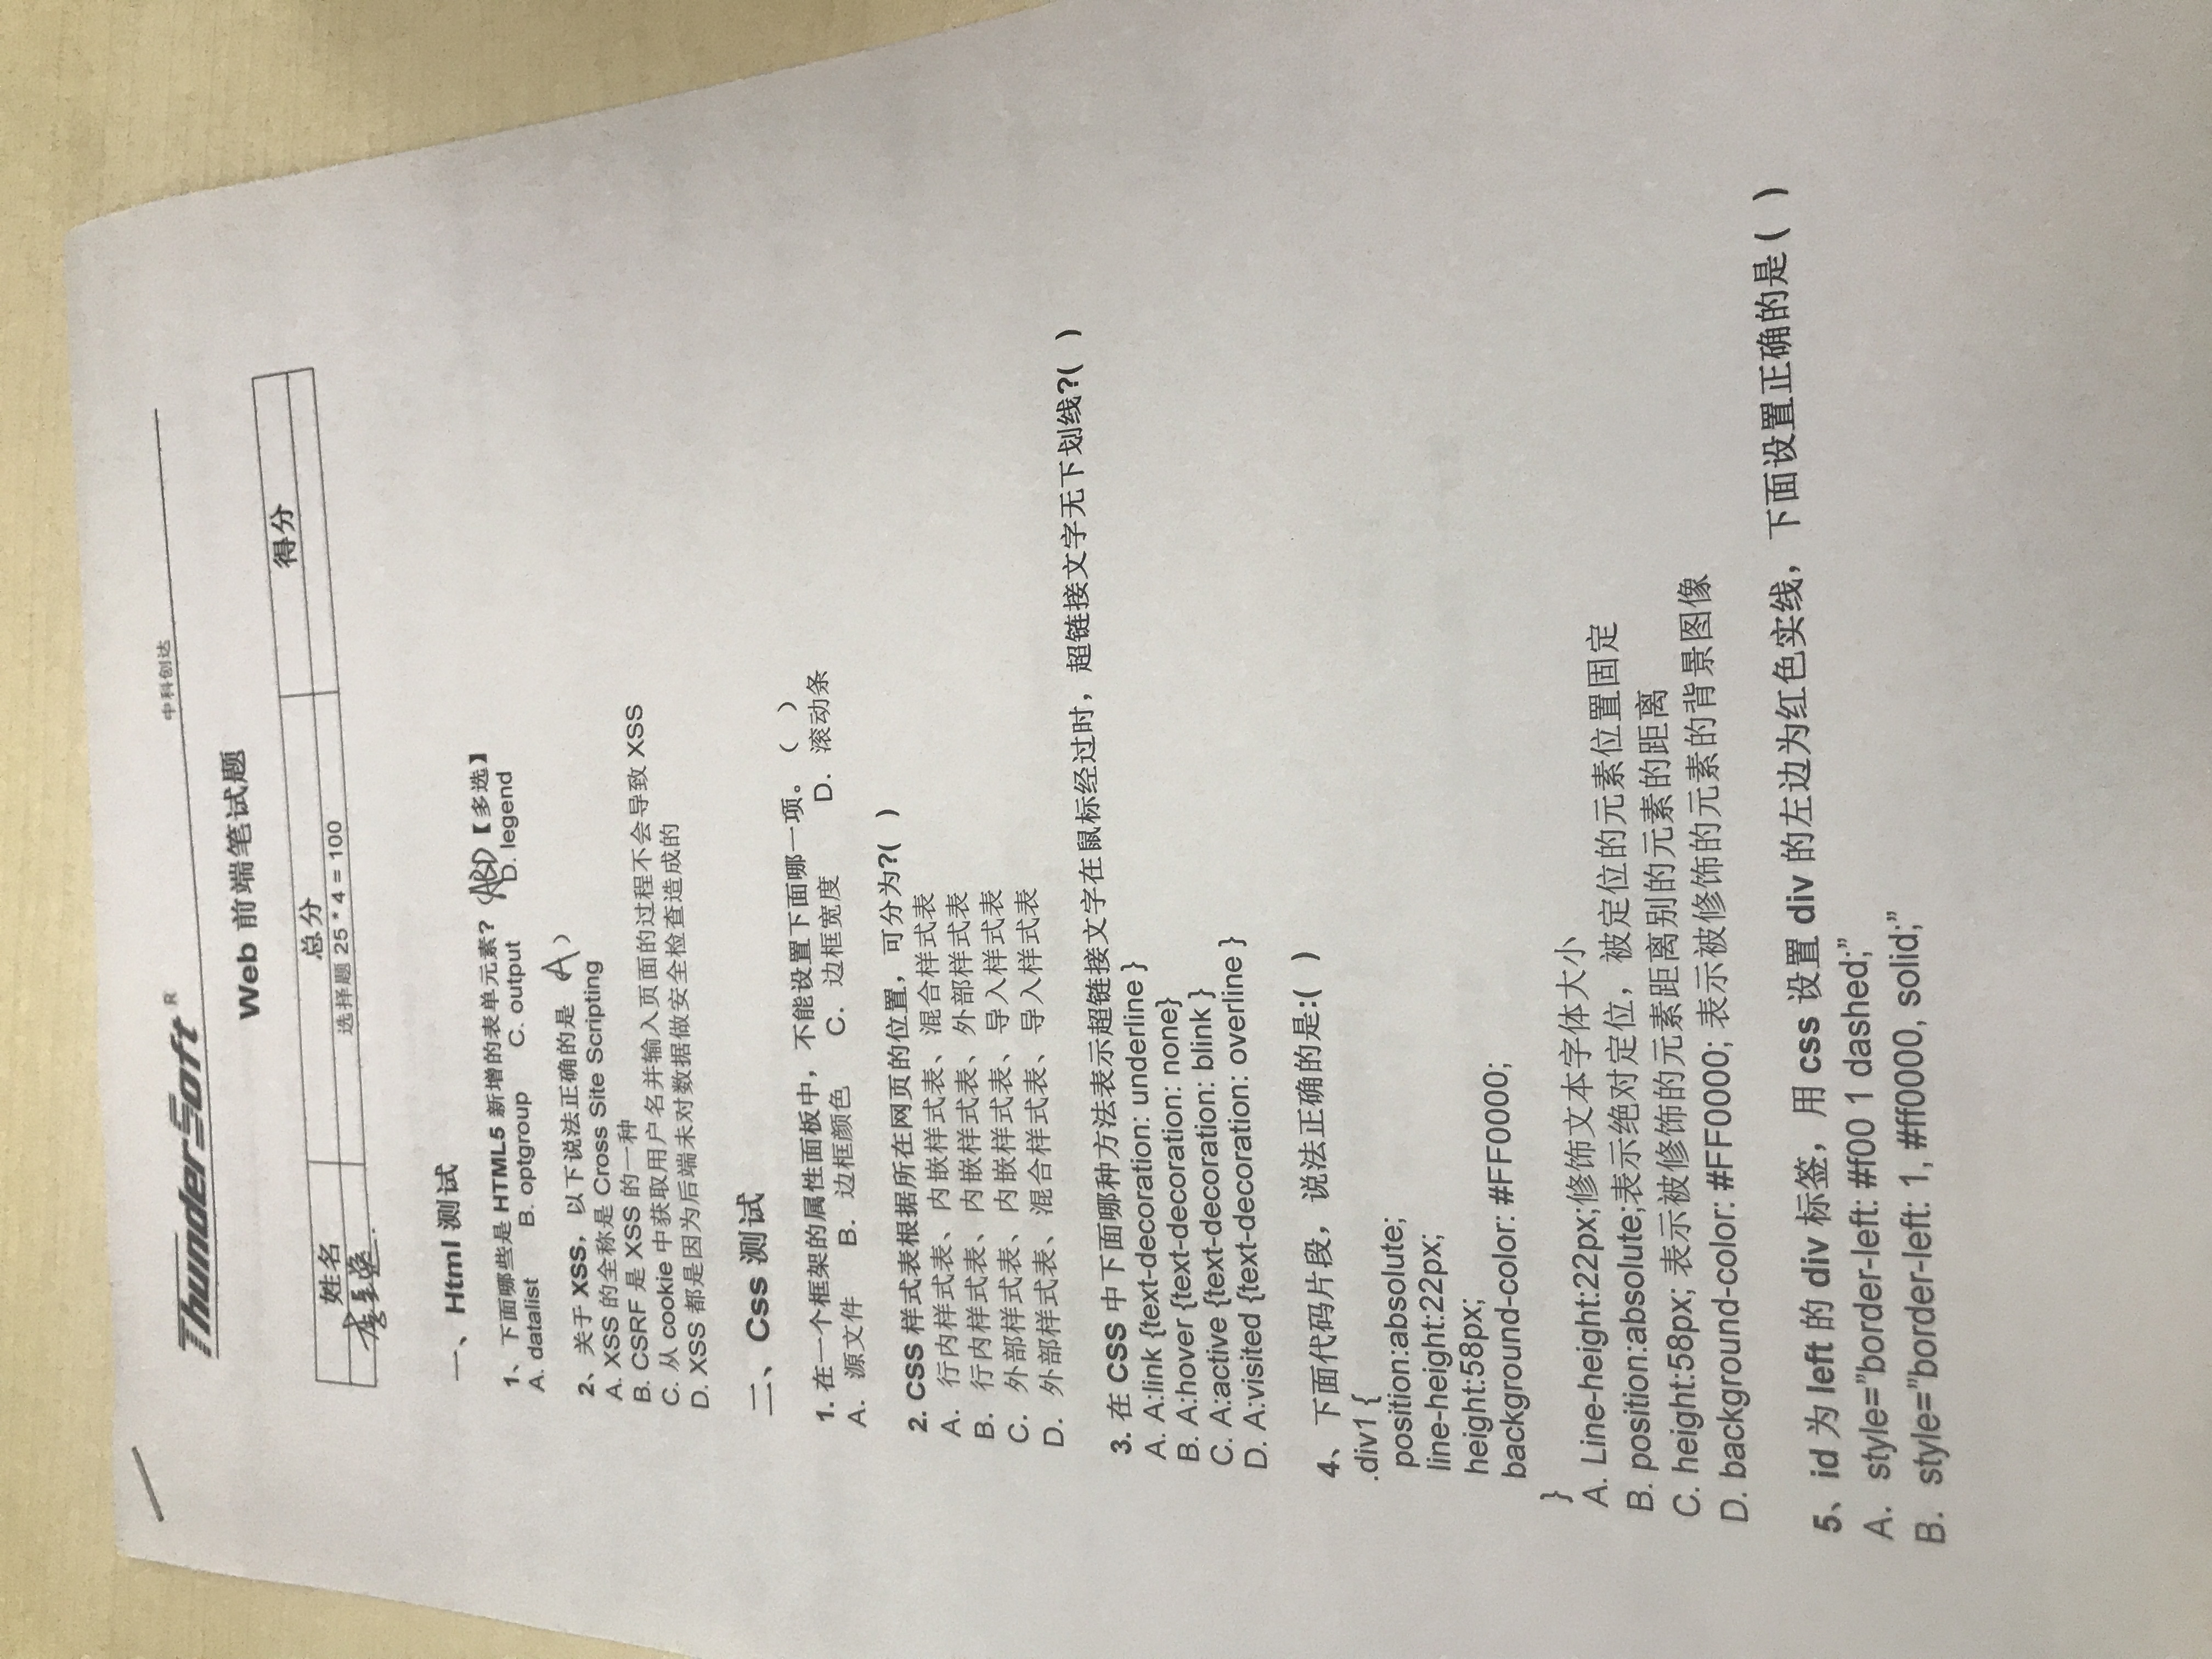 ThunderSoft R 中科创达
Web 前端笔试题
姓名 总分 得分
李 选择题 25 * 4 = 100
一、Html 测试
1、下面哪些是 HTML5 新增的表单元素? (ABD 【多选】
A. datalist B. optgroup C. output D. legend
2、关于 XSS，以下说法正确的是 (A）
A. XSS 的全称是 Cross Site Scripting
B. CSRF 是 XSS 的一种
C. 从 cookie 中获取用户名并输入页面的过程不会导致 XSS
D. XSS 都是因为后端未对数据做安全检查造成的
二、Css 测试
1. 在一个框架的属性面板中，不能设置下面哪一项。（ ）
A. 源文件 B. 边框颜色 C. 边框宽度 D. 滚动条
2. CSS 样式表根据所在网页的位置，可分为?( )
A. 行内样式表、内嵌样式表、混合样式表
B. 行内样式表、内嵌样式表、外部样式表
C. 外部样式表、内嵌样式表、导入样式表
D. 外部样式表、混合样式表、导入样式表
3. 在 CSS 中下面哪种方法表示超链接文字在鼠标经过时，超链接文字无下划线?( )
A. A:link {text-decoration: underline }
B. A:hover {text-decoration: none}
C. A:active {text-decoration: blink }
D. A:visited {text-decoration: overline }
4、下面代码片段，说法正确的是:( )
.div1 {
position:absolute;
line-height:22px;
height:58px;
background-color: #FF0000;
}
A. Line-height:22px;修饰文本字体大小
B. position:absolute;表示绝对定位，被定位的元素位置固定
C. height:58px; 表示被修饰的元素距离别的元素的距离
D. background-color: #FF0000; 表示被修饰的元素的背景图像
5、id 为 left 的 div 标签，用 css 设置 div 的左边为红色实线，下面设置正确的是 ( )
A. style=”border-left: #f00 1 dashed;”
B. style=”border-left: 1, #ff0000, solid;”